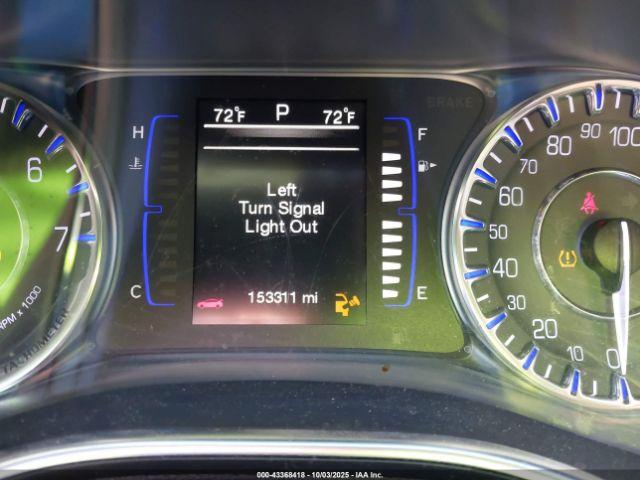 72°F P 72°F
BRAKE
H
F
C
E
Left
Turn Signal
Light Out
153311 mi
6
7
RPM x 1000
TACHOMETER
100
90
80
70
60
50
40
30
20
10
0
000-43368418 - 10/03/2025 - IAA Inc.